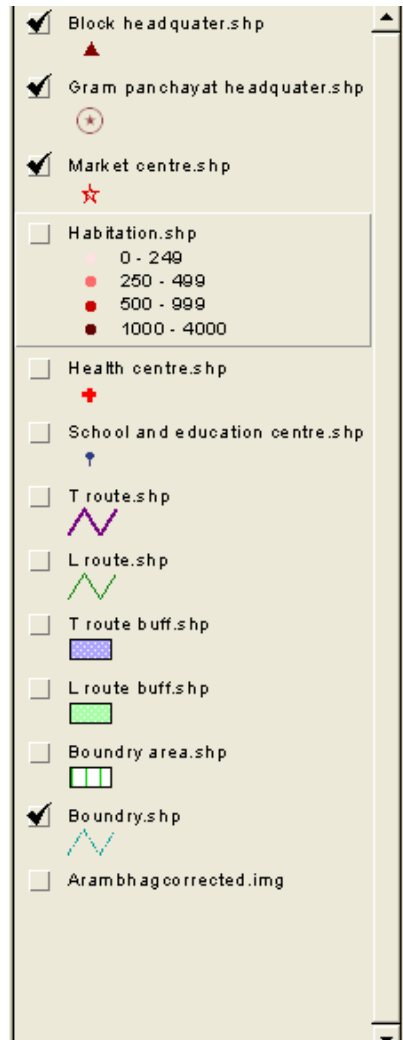 Block headquater.shp
Gram panchayat headquater.shp
Market centre.shp
Habitation.shp
0 - 249
250 - 499
500 - 999
1000 - 4000
Health centre.shp
School and education centre.shp
T route.shp
L route.shp
T route buff.shp
L route buff.shp
Boundry area.shp
Boundry.shp
Arambhagcorrected.img